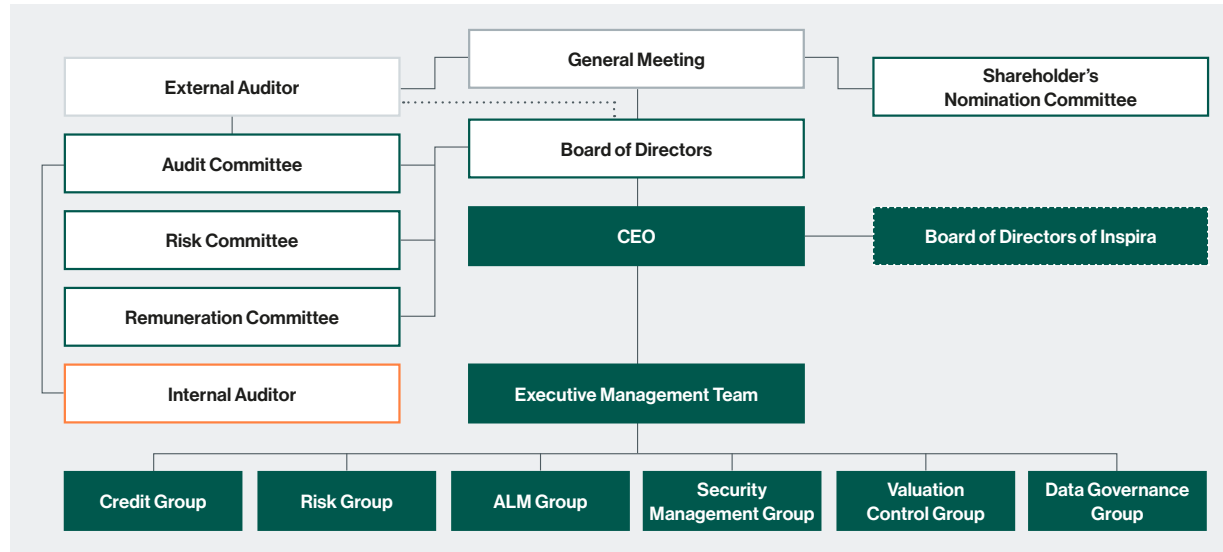 General Meeting
External Auditor
Shareholder's
Nomination Committee
Board of Directors
Audit Committee
Risk Committee
CEO
Board of Directors of Inspira
Remuneration Committee
Internal Auditor
Executive Management Team
Credit Group
Risk Group
ALM Group
Security
Management Group
Valuation
Control Group
Data Governance
Group